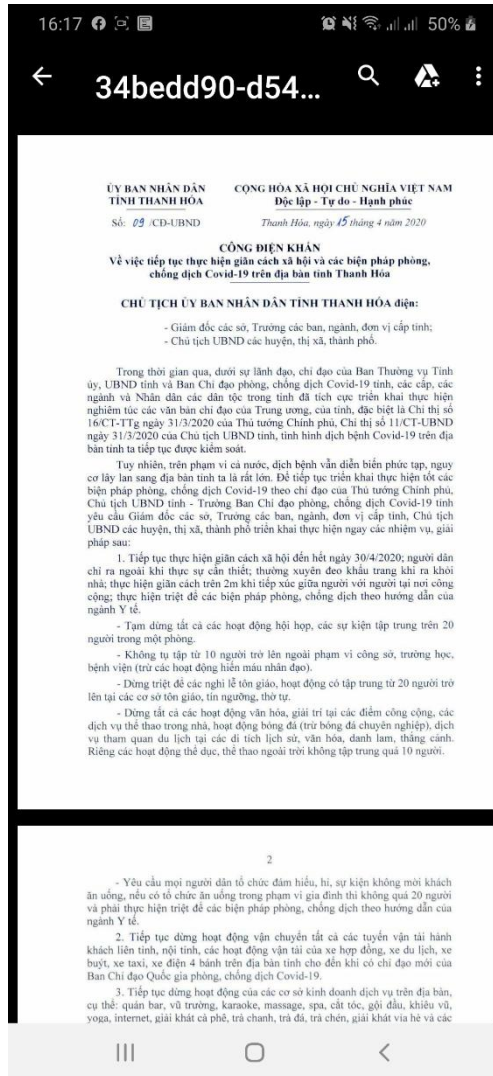 16:17 50%
34bedd90-d54...
ỦY BAN NHÂN DÂN
TỈNH THANH HÓA
CỘNG HÒA XÃ HỘI CHỦ NGHĨA VIỆT NAM
Độc lập - Tự do - Hạnh phúc
Số: 09 /CĐ-UBND
Thanh Hóa, ngày 15 tháng 4 năm 2020
CÔNG ĐIỆN KHẨN
Về việc tiếp tục thực hiện giãn cách xã hội và các biện pháp phòng,
chống dịch Covid-19 trên địa bàn tỉnh Thanh Hóa
CHỦ TỊCH ỦY BAN NHÂN DÂN TỈNH THANH HÓA điện:
- Giám đốc các sở, Trưởng các ban, ngành, đơn vị cấp tỉnh;
- Chủ tịch UBND các huyện, thị xã, thành phố.
Trong thời gian qua, dưới sự lãnh đạo, chỉ đạo của Ban Thường vụ Tỉnh
ủy, UBND tỉnh và Ban Chỉ đạo phòng, chống dịch Covid-19 tỉnh, các cấp, các
ngành và Nhân dân các dân tộc trong tỉnh đã tích cực triển khai thực hiện
nghiêm túc các văn bản chỉ đạo của Trung ương, của tỉnh, đặc biệt là Chỉ thị số
16/CT-TTg ngày 31/3/2020 của Thủ tướng Chính phủ, Chỉ thị số 11/CT-UBND
ngày 31/3/2020 của Chủ tịch UBND tỉnh, tình hình dịch bệnh Covid-19 trên địa
bàn tỉnh ta tiếp tục được kiểm soát.
Tuy nhiên, trên phạm vi cả nước, dịch bệnh vẫn diễn biến phức tạp, nguy
cơ lây lan sang địa bàn tỉnh ta là rất lớn. Để tiếp tục triển khai thực hiện tốt các
biện pháp phòng, chống dịch Covid-19 theo chỉ đạo của Thủ tướng Chính phủ,
Chủ tịch UBND tỉnh - Trưởng Ban Chỉ đạo phòng, chống dịch Covid-19 tỉnh
yêu cầu Giám đốc các sở, Trưởng các ban, ngành, đơn vị cấp tỉnh, Chủ tịch
UBND các huyện, thị xã, thành phố triển khai thực hiện ngay các nhiệm vụ, giải
pháp sau:
1. Tiếp tục thực hiện giãn cách xã hội đến hết ngày 30/4/2020; người dân
chỉ ra ngoài khi thực sự cần thiết; thường xuyên đeo khẩu trang khi ra khỏi
nhà; thực hiện giãn cách trên 2m khi tiếp xúc giữa người với người tại nơi công
cộng; thực hiện triệt để các biện pháp phòng, chống dịch theo hướng dẫn của
ngành Y tế.
- Tạm dừng tất cả các hoạt động hội họp, các sự kiện tập trung trên 20
người trong một phòng.
- Không tụ tập từ 10 người trở lên ngoài phạm vi công sở, trường học,
bệnh viện (trừ các hoạt động hiến máu nhân đạo).
- Dừng triệt để các nghi lễ tôn giáo, hoạt động có tập trung từ 20 người trở
lên tại các cơ sở tôn giáo, tín ngưỡng, thờ tự.
- Dừng tất cả các hoạt động văn hóa, giải trí tại các điểm công cộng, các
dịch vụ thể thao trong nhà, hoạt động bóng đá (trừ bóng đá chuyên nghiệp), dịch
vụ tham quan du lịch tại các di tích lịch sử, văn hóa, danh lam, thắng cảnh.
Riêng các hoạt động thể dục, thể thao ngoài trời không tập trung quá 10 người.
2
- Yêu cầu mọi người dân tổ chức đám hiếu, hỉ, sự kiện không mời khách
ăn uống, nếu có tổ chức ăn uống trong phạm vi gia đình thì không quá 20 người
và phải thực hiện triệt để các biện pháp phòng, chống dịch theo hướng dẫn của
ngành Y tế.
2. Tiếp tục dừng hoạt động vận chuyển tất cả các tuyến vận tải hành
khách liên tỉnh, nội tỉnh, các hoạt động vận tải của xe hợp đồng, xe du lịch, xe
buýt, xe taxi, xe điện 4 bánh trên địa bàn tỉnh cho đến khi có chỉ đạo mới của
Ban Chỉ đạo Quốc gia phòng, chống dịch Covid-19.
3. Tiếp tục dừng hoạt động của các cơ sở kinh doanh dịch vụ trên địa bàn,
cụ thể: quán bar, vũ trường, karaoke, massage, spa, cắt tóc, gội đầu, khiêu vũ,
yoga, internet, giải khát cà phê, trà chanh, trà đá, trà chén, giải khát vỉa hè và các